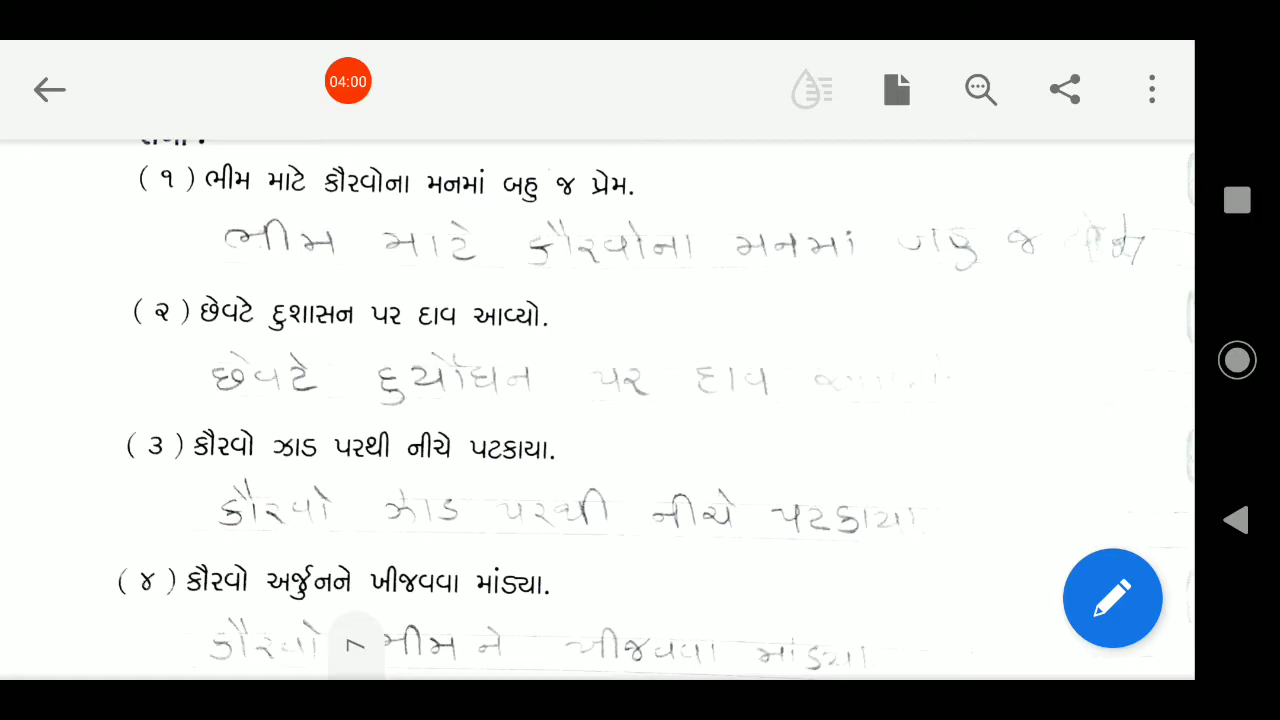 04:00
(૧) ભીમ માટે કૌરવોના મનમાં બહુ જ પ્રેમ.
ભીમ માટે કૌરવોના મનમાં બહુ જ
(૨) છેવટે દુશાસન પર દાવ આવ્યો.
છેવટે દુર્યોધન પર દાવ
(૩) કૌરવો ઝાડ પરથી નીચે પટકાયા.
કૌરવો ઝાડ પરથી નીચે પટકાયા
(૪) કૌરવો અર્જુનને ખીજવવા માંડ્યા.
કૌરવો ભીમ ને ખીજવવા માંડ્યા